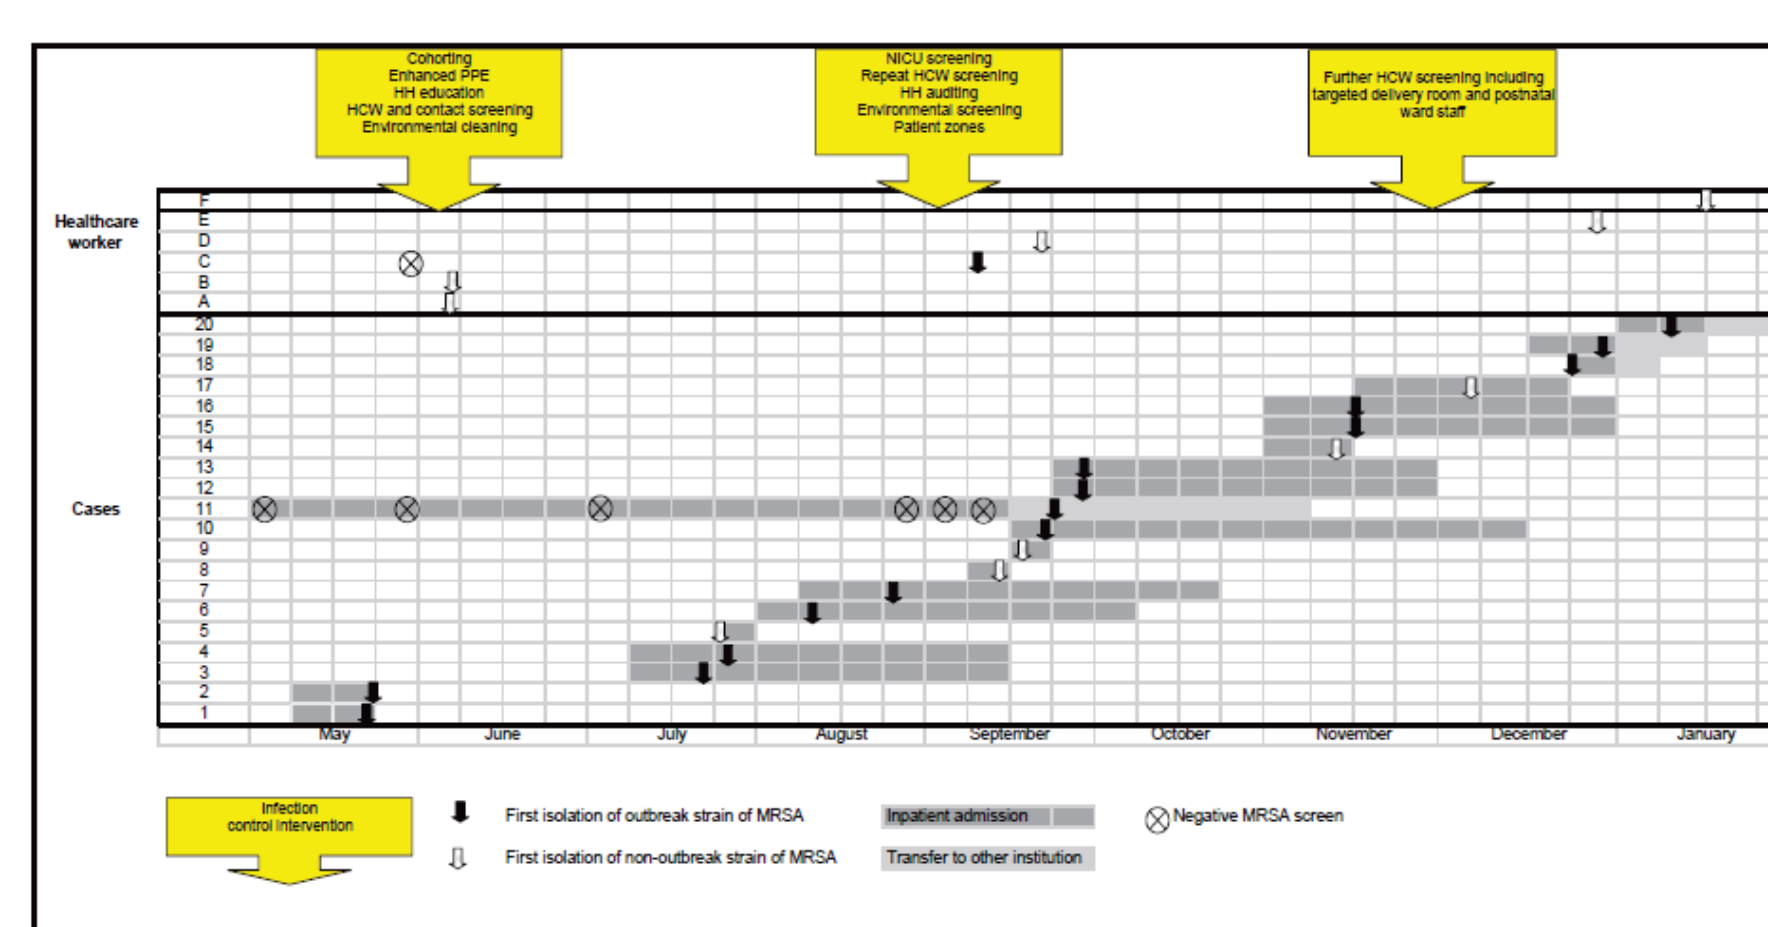 Cohorting
Enhanced PPE
HH education
HCW and contact screening
Environmental cleaning
NICU screening
Repeat HCW screening
HH auditing
Environmental screening
Patient zones
Further HCW screening including
targeted delivery room and postnatal
ward staff
Healthcare
worker
F
E
D
C
B
A
Cases
20
19
18
17
16
15
14
13
12
11
10
9
8
7
6
5
4
3
2
1
May June July August September October November December January
Infection
control intervention
First isolation of outbreak strain of MRSA
First isolation of non-outbreak strain of MRSA
Inpatient admission
Transfer to other institution
Negative MRSA screen